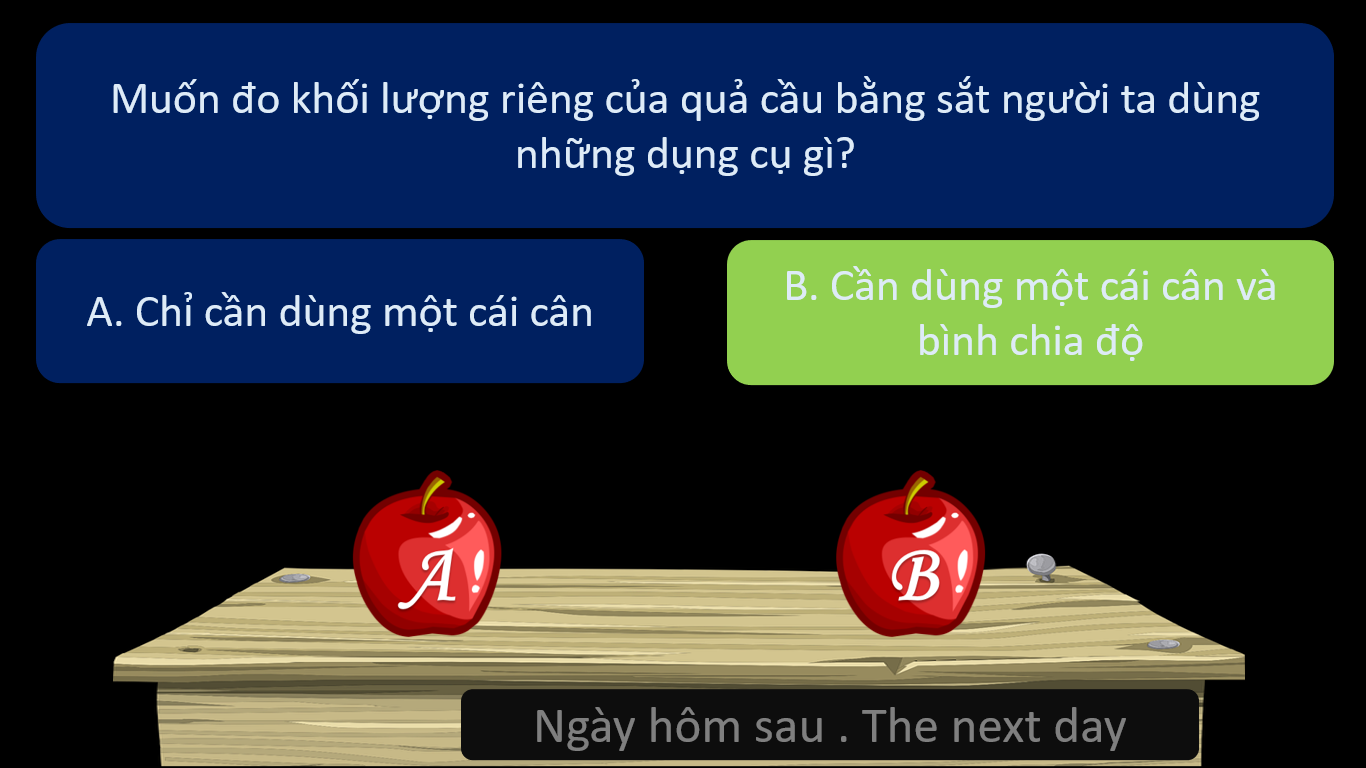 Muốn đo khối lượng riêng của quả cầu bằng sắt người ta dùng
những dụng cụ gì?
A. Chỉ cần dùng một cái cân
B. Cần dùng một cái cân và
bình chia độ
A
B
Ngày hôm sau . The next day